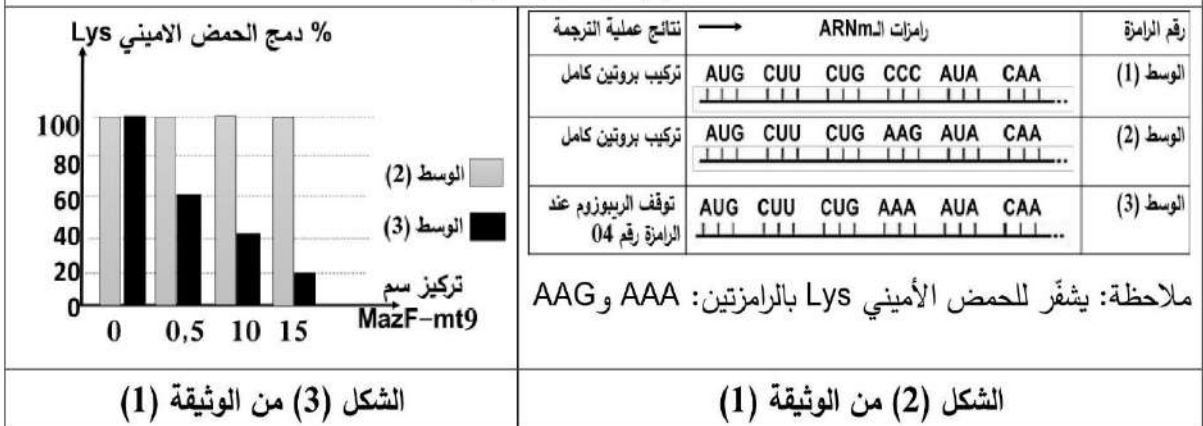 رقم الرامزة رامزات الـARNm نتائج عملية الترجمة
الوسط (1) AUG CUU CUG CCC AUA CAA تركيب بروتين كامل
الوسط (2) AUG CUU CUG AAG AUA CAA تركيب بروتين كامل
الوسط (3) AUG CUU CUG AAA AUA CAA توقف الريبوزوم عند
الرامزة رقم 04
ملاحظة: يشفّر للحمض الأميني Lys بالرامزتين: AAA و AAG
الشكل (2) من الوثيقة (1)
% دمج الحمض الاميني Lys
100
80
60
40
20
0
0 0,5 10 15
الوسط (2)
الوسط (3)
تركيز سم
MazF-mt9
الشكل (3) من الوثيقة (1)